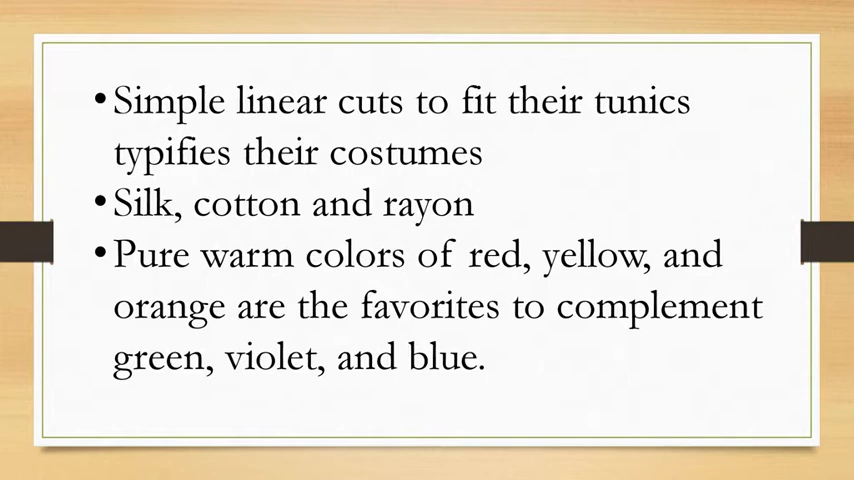 •Simple linear cuts to fit their tunics
typifies their costumes
•Silk, cotton and rayon
•Pure warm colors of red, yellow, and
orange are the favorites to complement
green, violet, and blue.